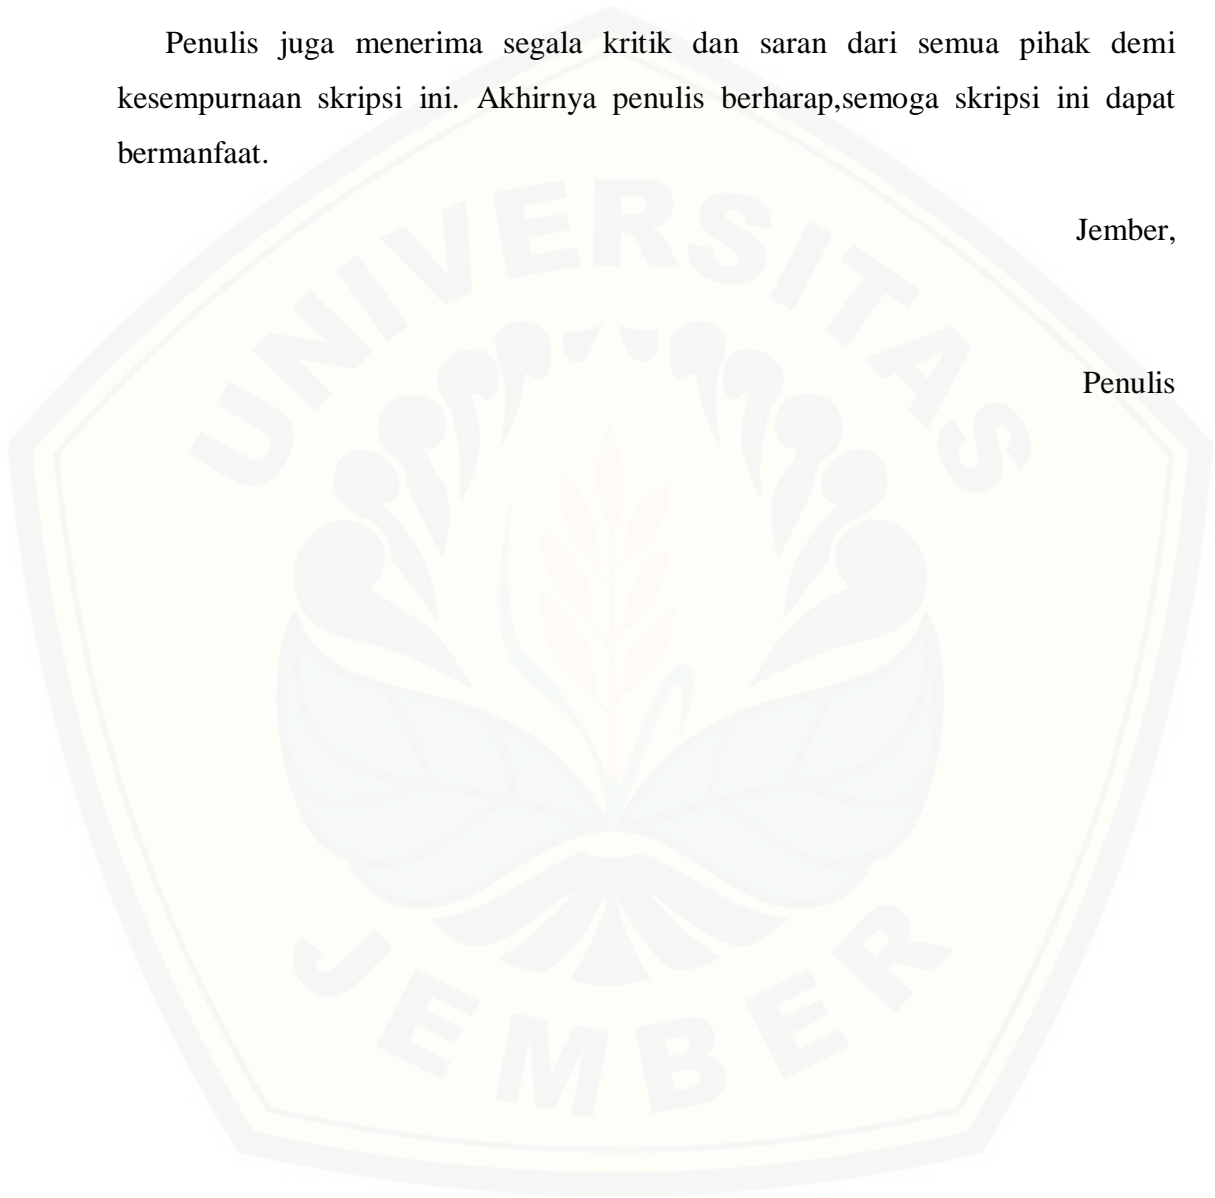 Penulis juga menerima segala kritik dan saran dari semua pihak demi
kesempurnaan skripsi ini. Akhirnya penulis berharap,semoga skripsi ini dapat
bermanfaat.
Jember,
Penulis
UNIVERSITAS
JEMBER